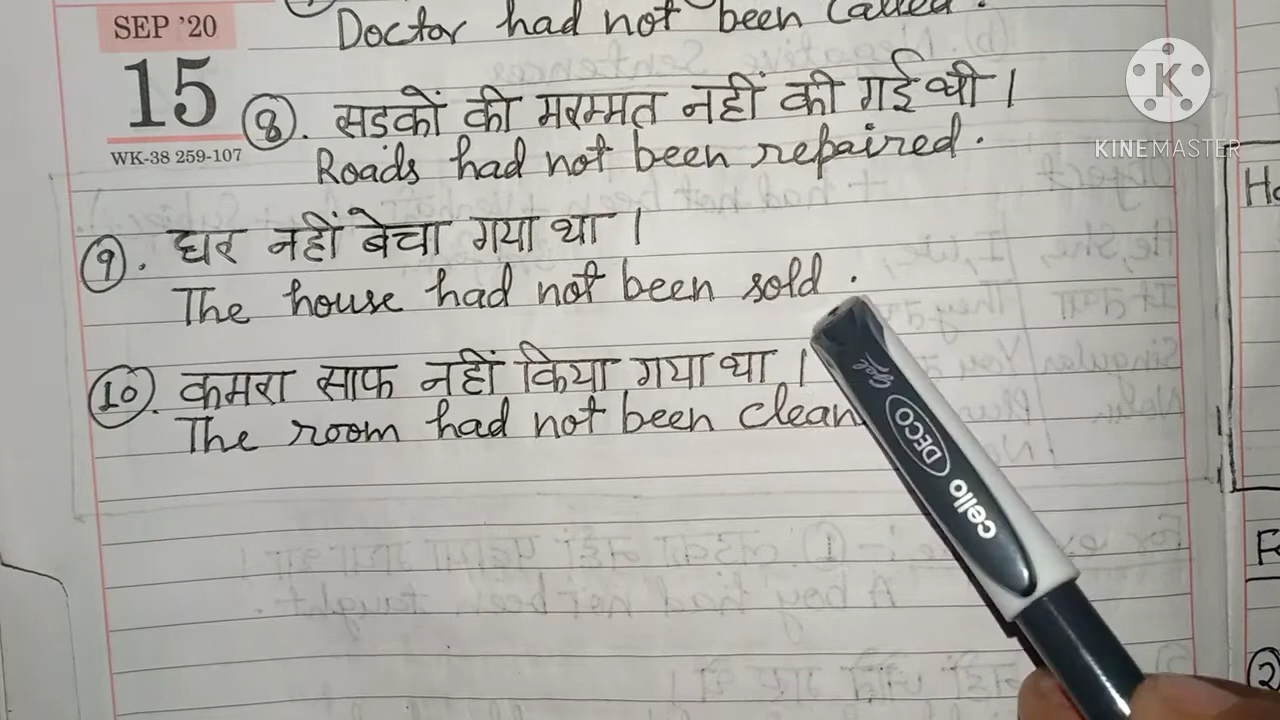 Doctor had not been called.
SEP '20
15
WK-38 259-107
8. सड़कों की मरम्मत नहीं की गई थी ।
Roads had not been repaired.
9. घर नहीं बेचा गया था ।
The house had not been sold.
10. कमरा साफ नहीं किया गया था ।
The room had not been clean
KINEMASTER
K
cello
DECO
Gel